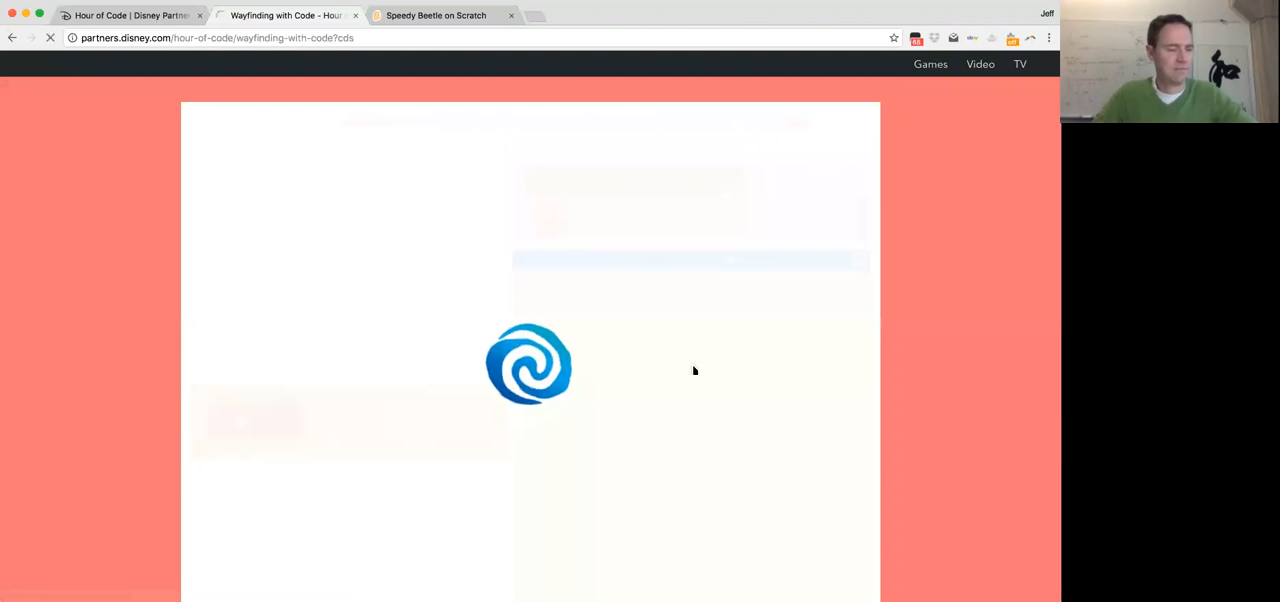 Hour of Code | Disney Partne
Wayfinding with Code - Hour
Speedy Beetle on Scratch
Jeff
partners.disney.com/hour-of-code/wayfinding-with-code?cds
Games Video TV